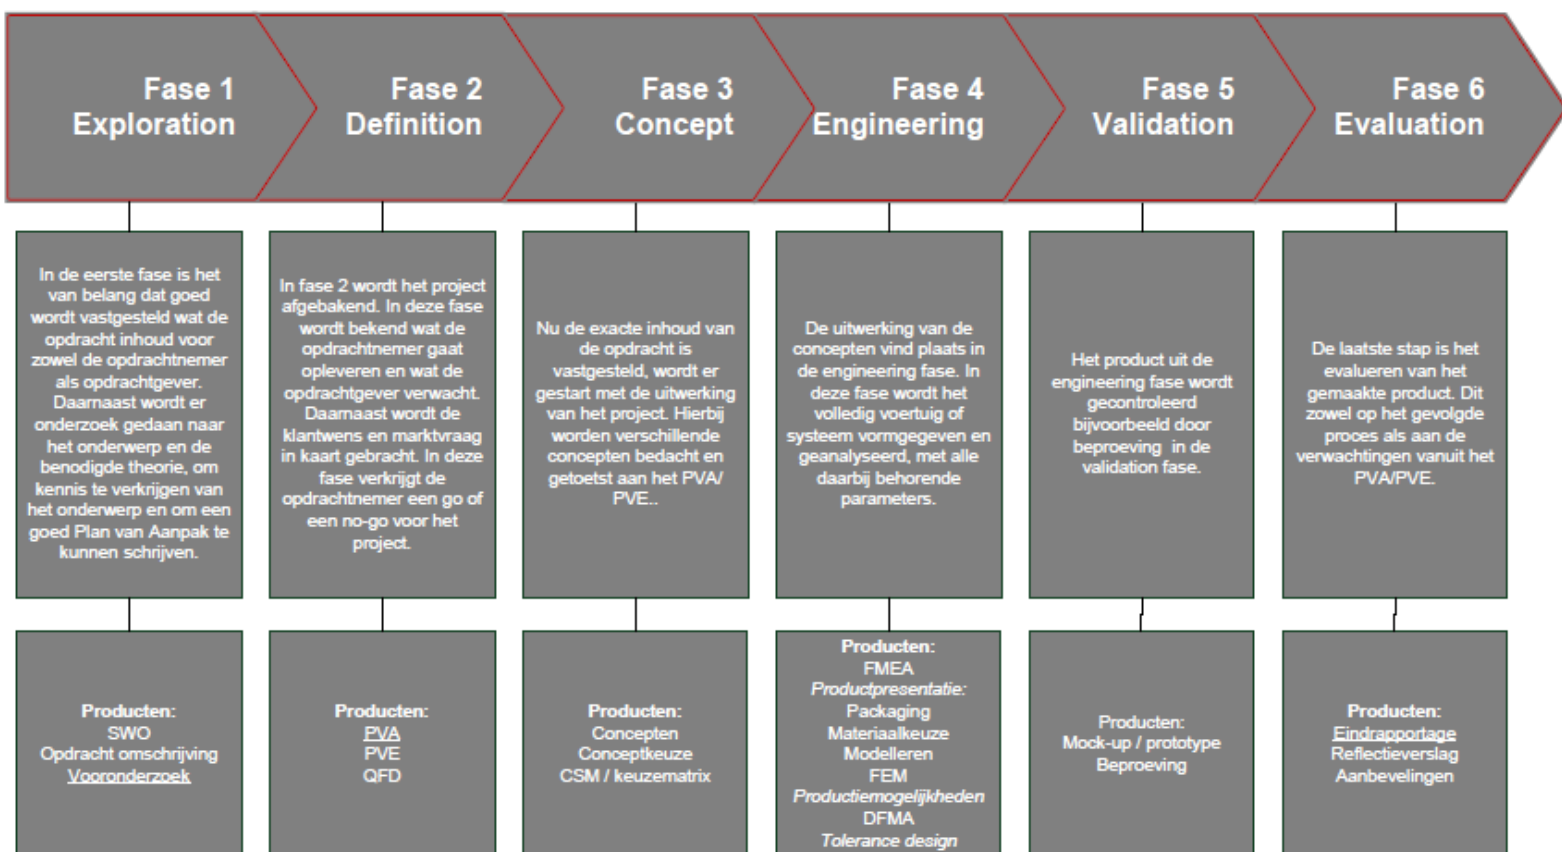 Fase 1
Exploration
Fase 2
Definition
Fase 3
Concept
Fase 4
Engineering
Fase 5
Validation
Fase 6
Evaluation
In de eerste fase is het
van belang dat goed
wordt vastgesteld wat de
opdracht inhoud voor
zowel de opdrachtnemer
als opdrachtgever.
Daarnaast wordt er
onderzoek gedaan naar
het onderwerp en de
benodigde theorie, om
kennis te verkrijgen van
het onderwerp en om een
goed Plan van Aanpak te
kunnen schrijven.
In fase 2 wordt het project
afgebakend. In deze fase
wordt bekend wat de
opdrachtnemer gaat
opleveren en wat de
opdrachtgever verwacht.
Daarnaast wordt de
klantwens en marktvraag
in kaart gebracht. In deze
fase verkrijgt de
opdrachtnemer een go of
een no-go voor het
project.
Nu de exacte inhoud van
de opdracht is
vastgesteld, wordt er
gestart met de uitwerking
van het project. Hierbij
worden verschillende
concepten bedacht en
getoetst aan het PVA/
PVE..
De uitwerking van de
concepten vind plaats in
de engineering fase. In
deze fase wordt het
volledig voertuig of
systeem vormgegeven en
geanalyseerd, met alle
daarbij behorende
parameters.
Het product uit de
engineering fase wordt
gecontroleerd
bijvoorbeeld door
beproeving in de
validation fase.
De laatste stap is het
evalueren van het
gemaakte product. Dit
zowel op het gevolgde
proces als aan de
verwachtingen vanuit het
PVA/PVE.
Producten:
SWO
Opdracht omschrijving
Vooronderzoek
Producten:
PVA
PVE
QFD
Producten:
Concepten
Conceptkeuze
CSM / keuzematrix
Producten:
FMEA
Productpresentatie:
Packaging
Materiaalkeuze
Modelleren
FEM
Productiemogelijkheden
DFMA
Tolerance design
Producten:
Mock-up / prototype
Beproeving
Producten:
Eindrapportage
Reflectieverslag
Aanbevelingen